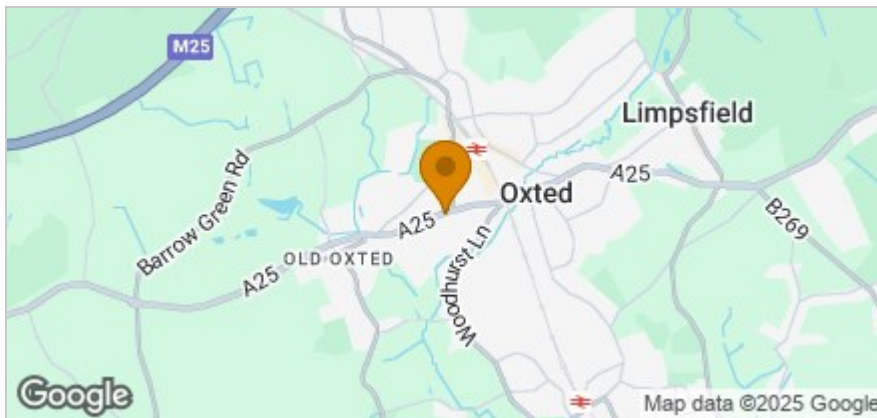 M25
Limpsfield
A25
Oxted
Barrow Green Rd
A25
B269
OLD OXTED
Woodhurst Ln
A25
Google
Map data ©2025 Google